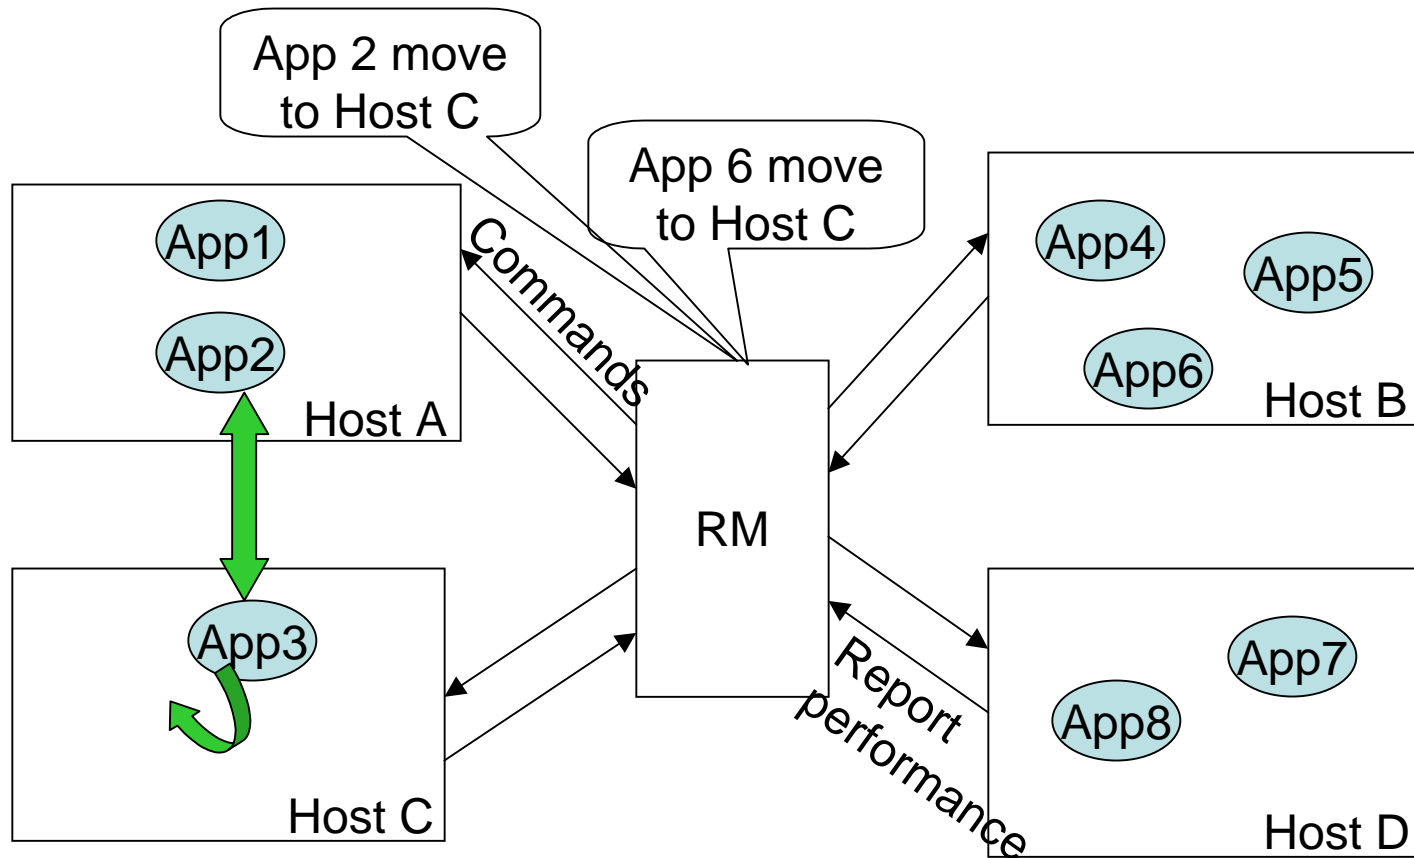 App 2 move
to Host C
App 6 move
to Host C
App1
App2
Host A
Commands
App4
App5
App6
Host B
RM
App3
Host C
Report
performance
App7
App8
Host D